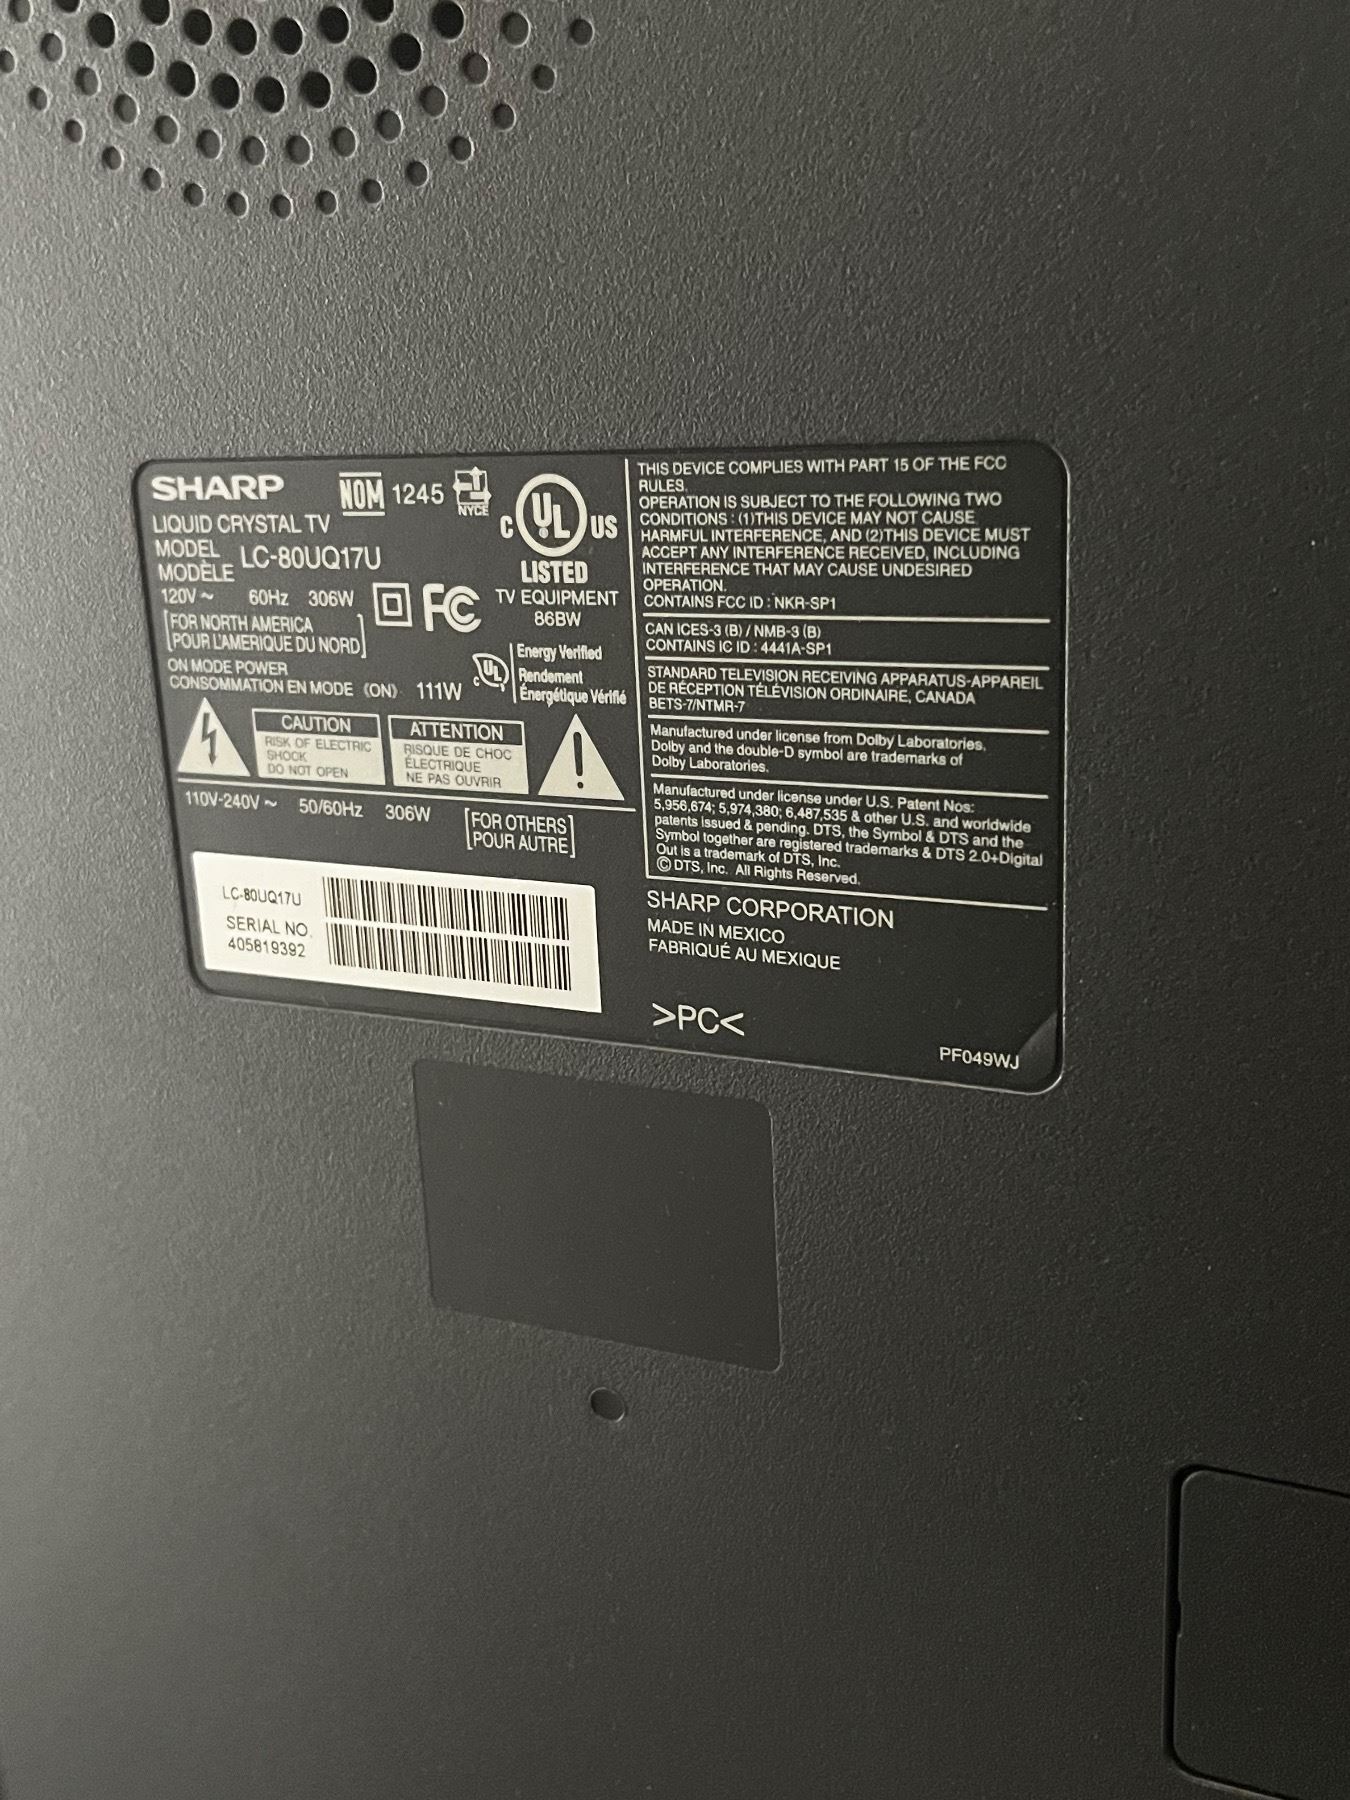 SHARP
NOM 1245 NYCE
LIQUID CRYSTAL TV
MODEL
MODÈLE LC-80UQ17U
120V ~ 60Hz 306W
FC
C UL US
LISTED
TV EQUIPMENT
86BW
[FOR NORTH AMERICA
POUR L'AMERIQUE DU NORD]
ON MODE POWER
CONSOMMATION EN MODE (ON) 111W
C UL
Energy Verified
Rendement
Énergétique Vérifié
CAUTION
RISK OF ELECTRIC
SHOCK
DO NOT OPEN
ATTENTION
RISQUE DE CHOC
ÉLECTRIQUE
NE PAS OUVRIR
110V-240V ~ 50/60Hz 306W
[FOR OTHERS
POUR AUTRE]
LC-80UQ17U
SERIAL NO.
405819392
THIS DEVICE COMPLIES WITH PART 15 OF THE FCC
RULES.
OPERATION IS SUBJECT TO THE FOLLOWING TWO
CONDITIONS : (1)THIS DEVICE MAY NOT CAUSE
HARMFUL INTERFERENCE, AND (2)THIS DEVICE MUST
ACCEPT ANY INTERFERENCE RECEIVED, INCLUDING
INTERFERENCE THAT MAY CAUSE UNDESIRED
OPERATION.
CONTAINS FCC ID : NKR-SP1
CAN ICES-3 (B) / NMB-3 (B)
CONTAINS IC ID : 4441A-SP1
STANDARD TELEVISION RECEIVING APPARATUS-APPAREIL
DE RÉCEPTION TÉLÉVISION ORDINAIRE, CANADA
BETS-7/NTMR-7
Manufactured under license from Dolby Laboratories.
Dolby and the double-D symbol are trademarks of
Dolby Laboratories.
Manufactured under license under U.S. Patent Nos:
5,956,674; 5,974,380; 6,487,535 & other U.S. and worldwide
patents issued & pending. DTS, the Symbol & DTS and the
Symbol together are registered trademarks & DTS 2.0+Digital
Out is a trademark of DTS, Inc.
© DTS, Inc. All Rights Reserved.
SHARP CORPORATION
MADE IN MEXICO
FABRIQUÉ AU MEXIQUE
>PC<
PF049WJ